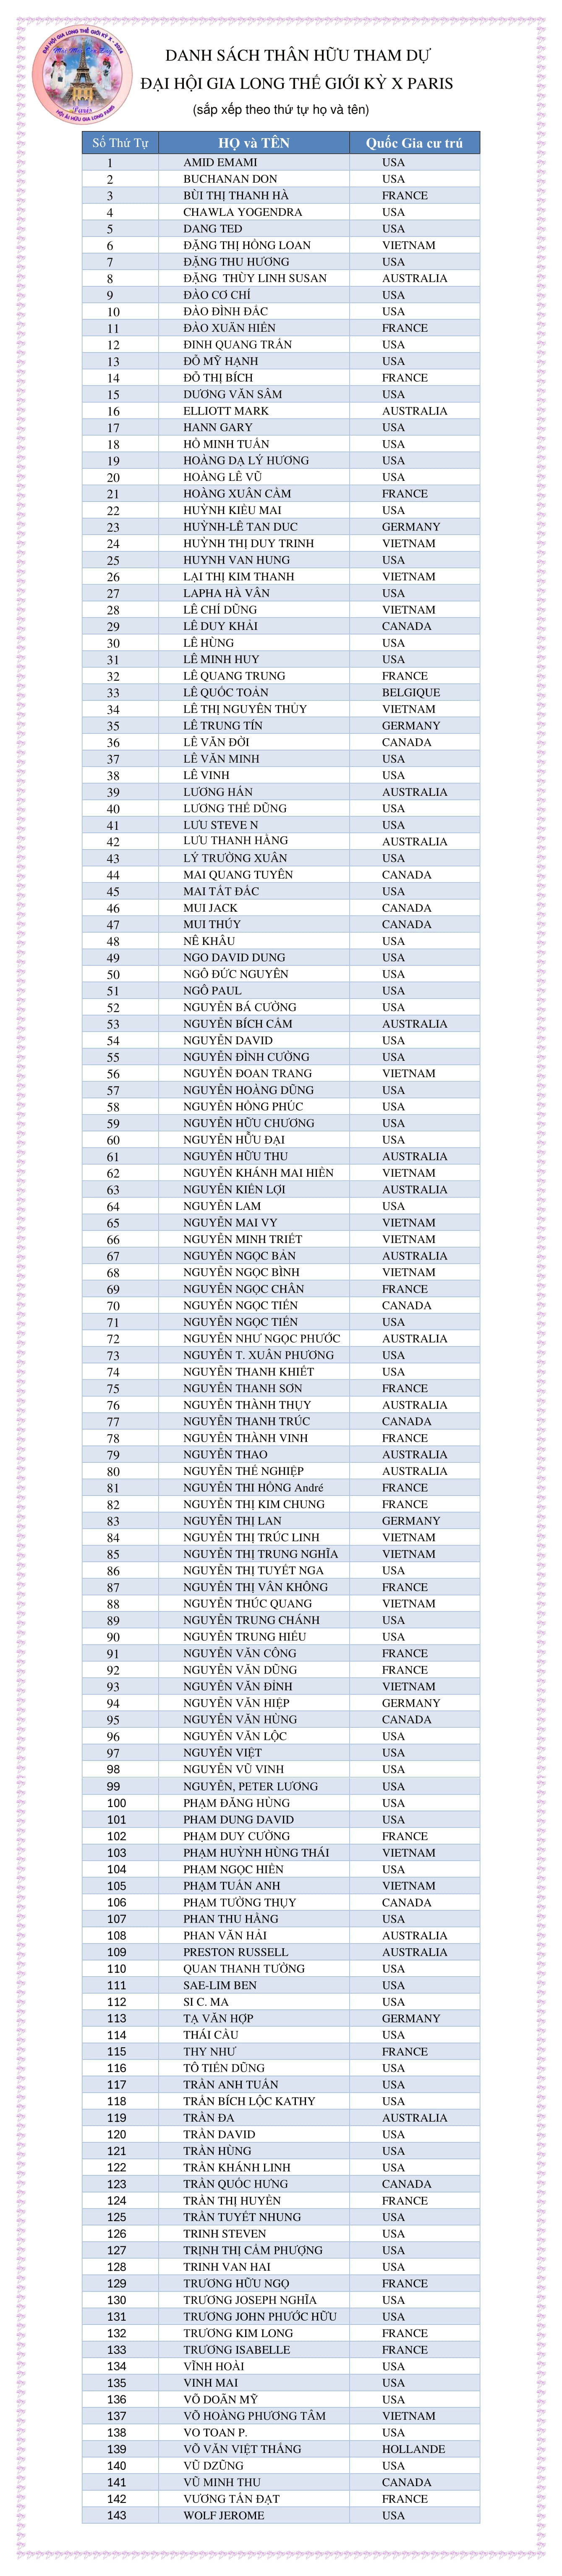 ĐẠI HỘI GIA LONG THẾ GIỚI KỲ X - 2024
PARIS
HỘI ÁI HỮU GIA LONG PARIS
DANH SÁCH THÂN HỮU THAM DỰ
ĐẠI HỘI GIA LONG THẾ GIỚI KỲ X PARIS
(sắp xếp theo thứ tự họ và tên)
Số Thứ Tự HỌ và TÊN Quốc Gia cư trú
1 AMID EMAMI USA
2 BUCHANAN DON USA
3 BÙI THỊ THANH HÀ FRANCE
4 CHAWLA YOGENDRA USA
5 DANG TED USA
6 ĐẶNG THỊ HỒNG LOAN VIETNAM
7 ĐẶNG THU HƯƠNG USA
8 ĐẶNG THÙY LINH SUSAN AUSTRALIA
9 ĐÀO CƠ CHÍ USA
10 ĐÀO ĐÌNH ĐẮC USA
11 ĐÀO XUÂN HIỀN FRANCE
12 ĐINH QUANG TRẤN USA
13 ĐỖ MỸ HẠNH USA
14 ĐỖ THỊ BÍCH FRANCE
15 DƯƠNG VĂN SÂM USA
16 ELLIOTT MARK AUSTRALIA
17 HANN GARY USA
18 HỒ MINH TUẤN USA
19 HOÀNG DẠ LÝ HƯƠNG USA
20 HOÀNG LÊ VŨ USA
21 HOÀNG XUÂN CẢM FRANCE
22 HUỲNH KIỀU MAI USA
23 HUỲNH-LÊ TAN DUC GERMANY
24 HUỲNH THỊ DUY TRINH VIETNAM
25 HUYNH VAN HUNG USA
26 LẠI THỊ KIM THANH VIETNAM
27 LAPHA HÀ VÂN USA
28 LÊ CHÍ DŨNG VIETNAM
29 LÊ DUY KHẢI CANADA
30 LÊ HÙNG USA
31 LÊ MINH HUY USA
32 LÊ QUANG TRUNG FRANCE
33 LÊ QUỐC TOẢN BELGIQUE
34 LÊ THỊ NGUYÊN THỦY VIETNAM
35 LÊ TRUNG TÍN GERMANY
36 LÊ VĂN ĐỜI CANADA
37 LÊ VĂN MINH USA
38 LÊ VINH USA
39 LƯƠNG HÁN AUSTRALIA
40 LƯƠNG THẾ DŨNG USA
41 LƯU STEVE N USA
42 LƯU THANH HẰNG AUSTRALIA
43 LÝ TRƯỜNG XUÂN USA
44 MAI QUANG TUYẾN CANADA
45 MAI TẤT ĐẮC USA
46 MUI JACK CANADA
47 MUI THÚY CANADA
48 NÊ KHÂU USA
49 NGO DAVID DUNG USA
50 NGÔ ĐỨC NGUYÊN USA
51 NGÔ PAUL USA
52 NGUYỄN BÁ CƯỜNG USA
53 NGUYỄN BÍCH CẦM AUSTRALIA
54 NGUYỄN DAVID USA
55 NGUYỄN ĐÌNH CƯỜNG USA
56 NGUYỄN ĐOAN TRANG VIETNAM
57 NGUYỄN HOÀNG DŨNG USA
58 NGUYỄN HỒNG PHÚC USA
59 NGUYỄN HỮU CHƯƠNG USA
60 NGUYỄN HỮU ĐẠI USA
61 NGUYỄN HỮU THU AUSTRALIA
62 NGUYỄN KHÁNH MAI HIỀN VIETNAM
63 NGUYỄN KIẾN LỢI AUSTRALIA
64 NGUYỄN LAM USA
65 NGUYỄN MAI VY VIETNAM
66 NGUYỄN MINH TRIẾT VIETNAM
67 NGUYỄN NGỌC BẢN AUSTRALIA
68 NGUYỄN NGỌC BÌNH VIETNAM
69 NGUYỄN NGỌC CHÂN FRANCE
70 NGUYỄN NGỌC TIẾN CANADA
71 NGUYỄN NGỌC TIẾN USA
72 NGUYỄN NHƯ NGỌC PHƯỚC AUSTRALIA
73 NGUYỄN T. XUÂN PHƯƠNG USA
74 NGUYỄN THANH KHIẾT USA
75 NGUYỄN THANH SƠN FRANCE
76 NGUYỄN THÀNH THỤY AUSTRALIA
77 NGUYỄN THANH TRÚC CANADA
78 NGUYỄN THÀNH VINH FRANCE
79 NGUYỄN THAO AUSTRALIA
80 NGUYỄN THẾ NGHIỆP AUSTRALIA
81 NGUYỄN THI HỒNG André FRANCE
82 NGUYỄN THỊ KIM CHUNG FRANCE
83 NGUYỄN THỊ LAN GERMANY
84 NGUYỄN THỊ TRÚC LINH VIETNAM
85 NGUYỄN THỊ TRUNG NGHĨA VIETNAM
86 NGUYỄN THỊ TUYẾT NGA USA
87 NGUYỄN THỊ VÂN KHÔNG FRANCE
88 NGUYỄN THÚC QUANG VIETNAM
89 NGUYỄN TRUNG CHÁNH USA
90 NGUYỄN TRUNG HIẾU USA
91 NGUYỄN VĂN CÔNG FRANCE
92 NGUYỄN VĂN DŨNG FRANCE
93 NGUYỄN VĂN ĐỈNH VIETNAM
94 NGUYỄN VĂN HIỆP GERMANY
95 NGUYỄN VĂN HÙNG CANADA
96 NGUYỄN VĂN LỘC USA
97 NGUYỄN VIỆT USA
98 NGUYỄN VŨ VINH USA
99 NGUYỄN, PETER LƯƠNG USA
100 PHẠM ĐĂNG HÙNG USA
101 PHAM DUNG DAVID USA
102 PHẠM DUY CƯỜNG FRANCE
103 PHẠM HUỲNH HÙNG THÁI VIETNAM
104 PHẠM NGỌC HIỀN USA
105 PHẠM TUẤN ANH VIETNAM
106 PHẠM TƯỜNG THỤY CANADA
107 PHAN THU HẰNG USA
108 PHAN VĂN HẢI AUSTRALIA
109 PRESTON RUSSELL AUSTRALIA
110 QUAN THANH TƯỜNG USA
111 SAE-LIM BEN USA
112 SI C. MA USA
113 TẠ VĂN HỢP GERMANY
114 THÁI CẦU USA
115 THY NHƯ FRANCE
116 TÔ TIẾN DŨNG USA
117 TRẦN ANH TUẤN USA
118 TRẦN BÍCH LỘC KATHY USA
119 TRẦN ĐA AUSTRALIA
120 TRẦN DAVID USA
121 TRẦN HÙNG USA
122 TRẦN KHÁNH LINH USA
123 TRẦN QUỐC HƯNG CANADA
124 TRẦN THỊ HUYỀN FRANCE
125 TRẦN TUYẾT NHUNG USA
126 TRINH STEVEN USA
127 TRỊNH THỊ CẨM PHƯỢNG USA
128 TRINH VAN HAI USA
129 TRƯƠNG HỮU NGỌ FRANCE
130 TRƯƠNG JOSEPH NGHĨA USA
131 TRƯƠNG JOHN PHƯỚC HỮU USA
132 TRƯƠNG KIM LONG FRANCE
133 TRƯƠNG ISABELLE FRANCE
134 VĨNH HOÀI USA
135 VINH MAI USA
136 VÕ DOÃN MỸ USA
137 VÕ HOÀNG PHƯƠNG TÂM VIETNAM
138 VO TOAN P. USA
139 VÕ VĂN VIỆT THẮNG HOLLANDE
140 VŨ DZŨNG USA
141 VŨ MINH THU CANADA
142 VƯƠNG TẤN ĐẠT FRANCE
143 WOLF JEROME USA